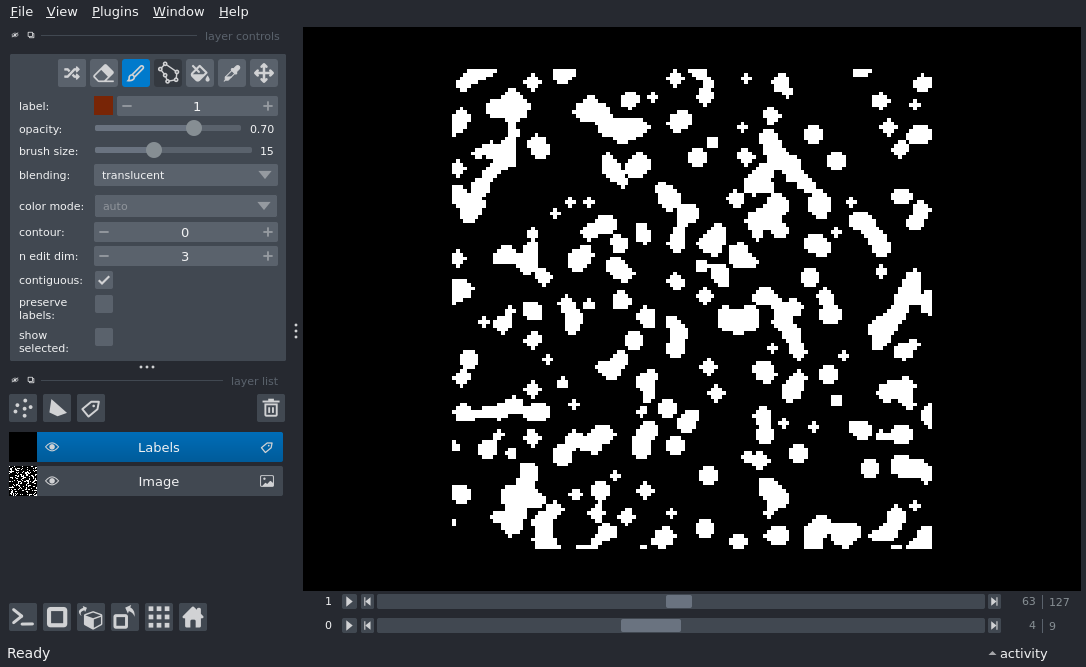 File View Plugins Window Help
layer controls
label: 1
opacity: 0.70
brush size: 15
blending: translucent
color mode: auto
contour: 0
n edit dim: 3
contiguous:
preserve
labels:
show
selected:
layer list
Labels
Image
1 63 127
0 4 9
Ready activity